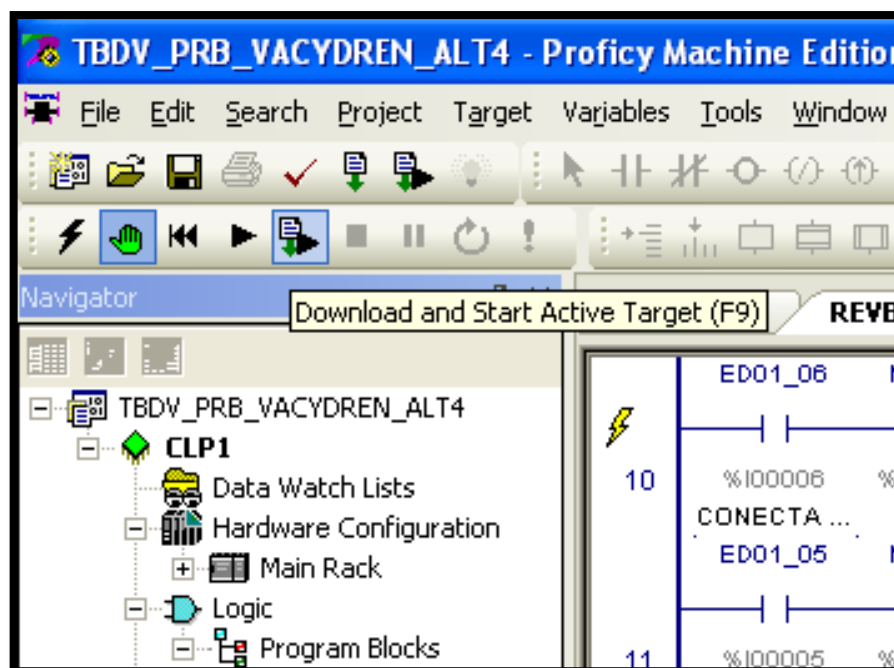 TBDV_PRB_VACYDREN_ALT4 - Proficy Machine Edition
File Edit Search Project Target Variables Tools Window
Navigator
Download and Start Active Target (F9)
REVB
TBDV_PRB_VACYDREN_ALT4
CLP1
Data Watch Lists
Hardware Configuration
Main Rack
Logic
Program Blocks
ED01_06
10
%I00006
CONECTA ...
ED01_05
11
%I00005